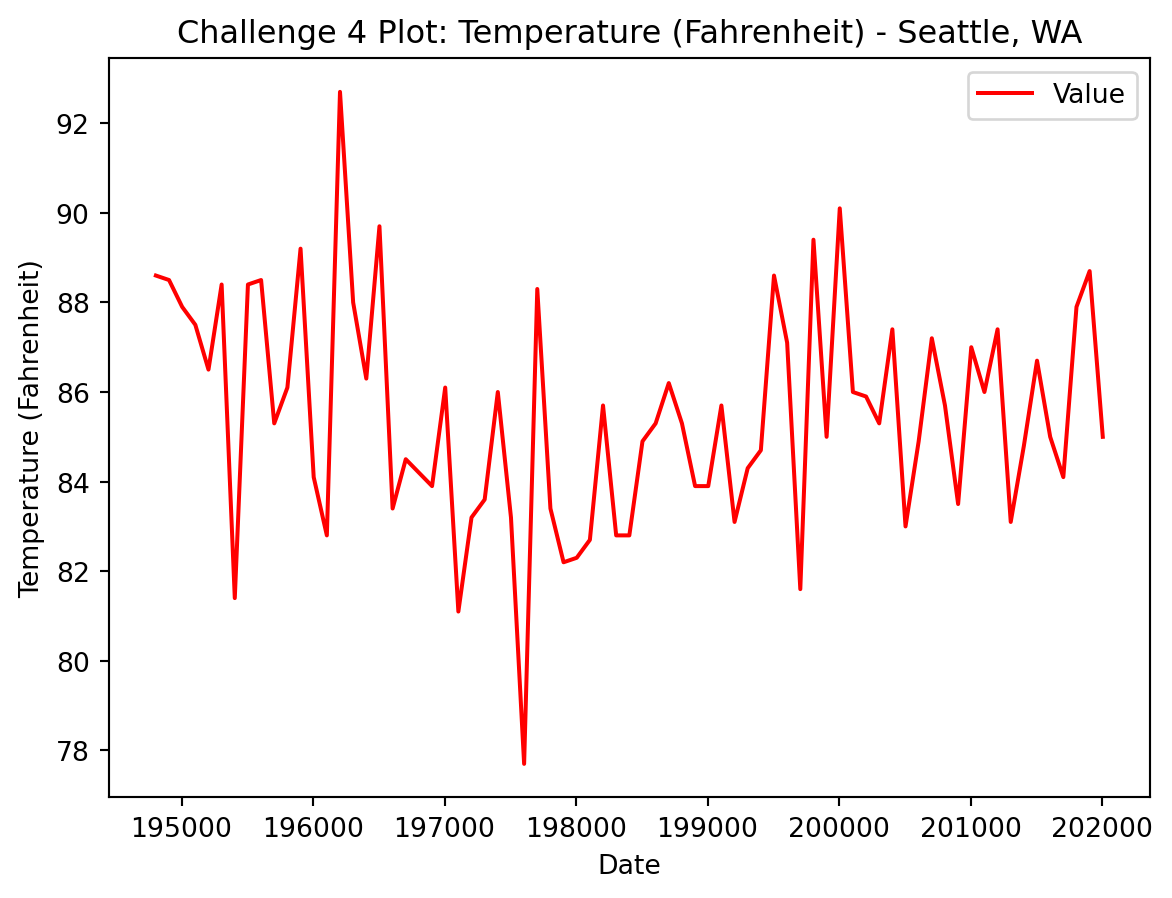 Challenge 4 Plot: Temperature (Fahrenheit) - Seattle, WA
Value
Temperature (Fahrenheit)
92
90
88
86
84
82
80
78
195000 196000 197000 198000 199000 200000 201000 202000
Date